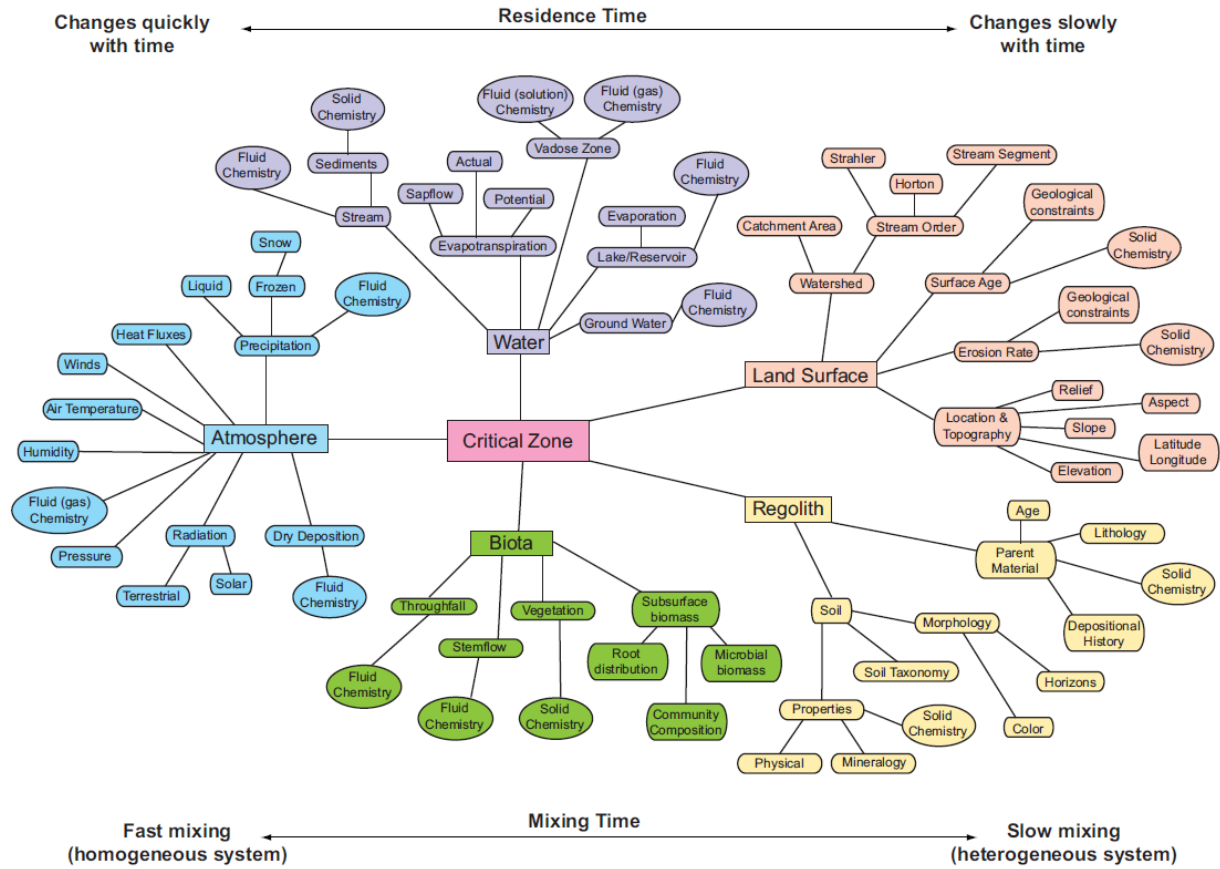 Residence Time
Changes quickly
with time
Changes slowly
with time
Solid
Chemistry
Fluid (solution)
Chemistry
Fluid (gas)
Chemistry
Fluid
Chemistry
Sediments
Stream
Actual
Sapflow
Potential
Evapotranspiration
Vadose Zone
Fluid
Chemistry
Evaporation
Lake/Reservoir
Fluid
Chemistry
Ground Water
Water
Strahler
Stream Segment
Horton
Geological
constraints
Catchment Area
Stream Order
Solid
Chemistry
Watershed
Surface Age
Geological
constraints
Erosion Rate
Solid
Chemistry
Land Surface
Relief
Aspect
Location &
Topography
Slope
Latitude
Longitude
Elevation
Snow
Liquid
Frozen
Fluid
Chemistry
Heat Fluxes
Precipitation
Winds
Air Temperature
Atmosphere
Humidity
Fluid (gas)
Chemistry
Pressure
Radiation
Dry Deposition
Terrestrial
Solar
Fluid
Chemistry
Critical Zone
Biota
Throughfall
Vegetation
Subsurface
biomass
Stemflow
Root
distribution
Microbial
biomass
Fluid
Chemistry
Fluid
Chemistry
Solid
Chemistry
Community
Composition
Regolith
Age
Lithology
Parent
Material
Solid
Chemistry
Soil
Morphology
Depositional
History
Soil Taxonomy
Horizons
Properties
Solid
Chemistry
Color
Physical
Mineralogy
Mixing Time
Fast mixing
(homogeneous system)
Slow mixing
(heterogeneous system)